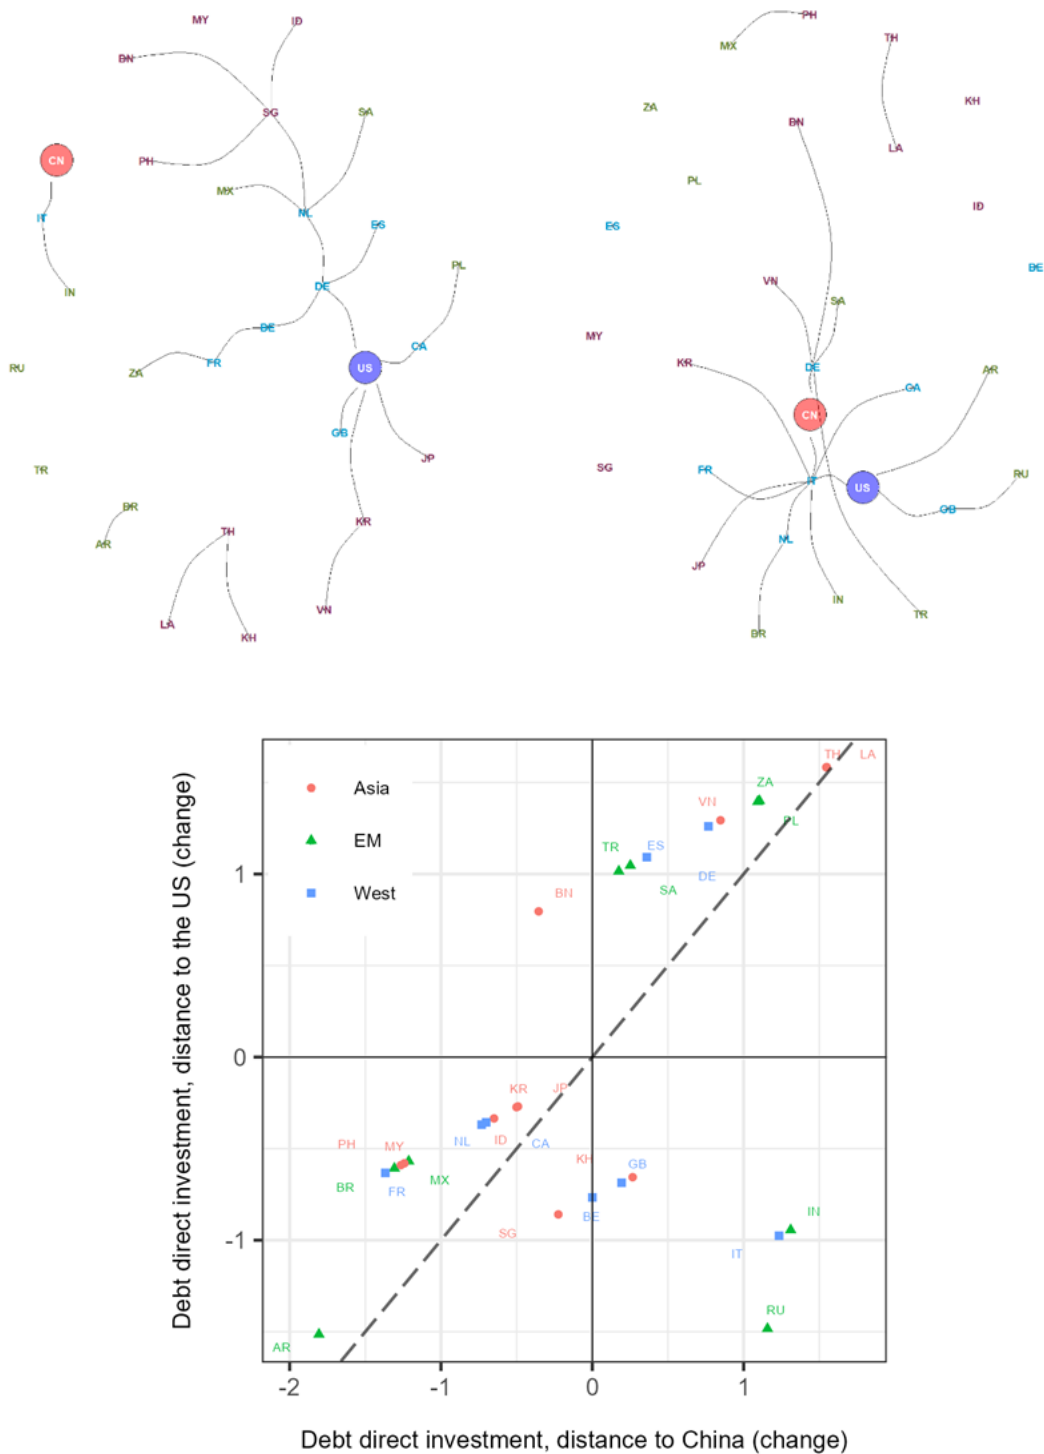 MY
ID
BN
SG
SA
CN
PH
MX
NL
IT
ES
PL
DE
IN
DE
CA
FR
US
RU
ZA
GB
JP
TR
BR
KR
TH
AR
VN
LA
KH
PH
MX
TH
ZA
KH
BN
LA
PL
ID
ES
DE
VN
SA
MY
KR
DE
AR
CA
CN
SG
FR
RU
IT
US
GB
NL
JP
IN
TR
BR
Debt direct investment, distance to the US (change)
Asia
EM
West
TH LA
ZA
VN
PL
TR
ES
DE
SA
BN
1
0
-1
KR
JP
PH
MY
NL
ID
CA
KH
GB
BR
FR
MX
BE
SG
IN
IT
RU
AR
-2 -1 0 1
Debt direct investment, distance to China (change)